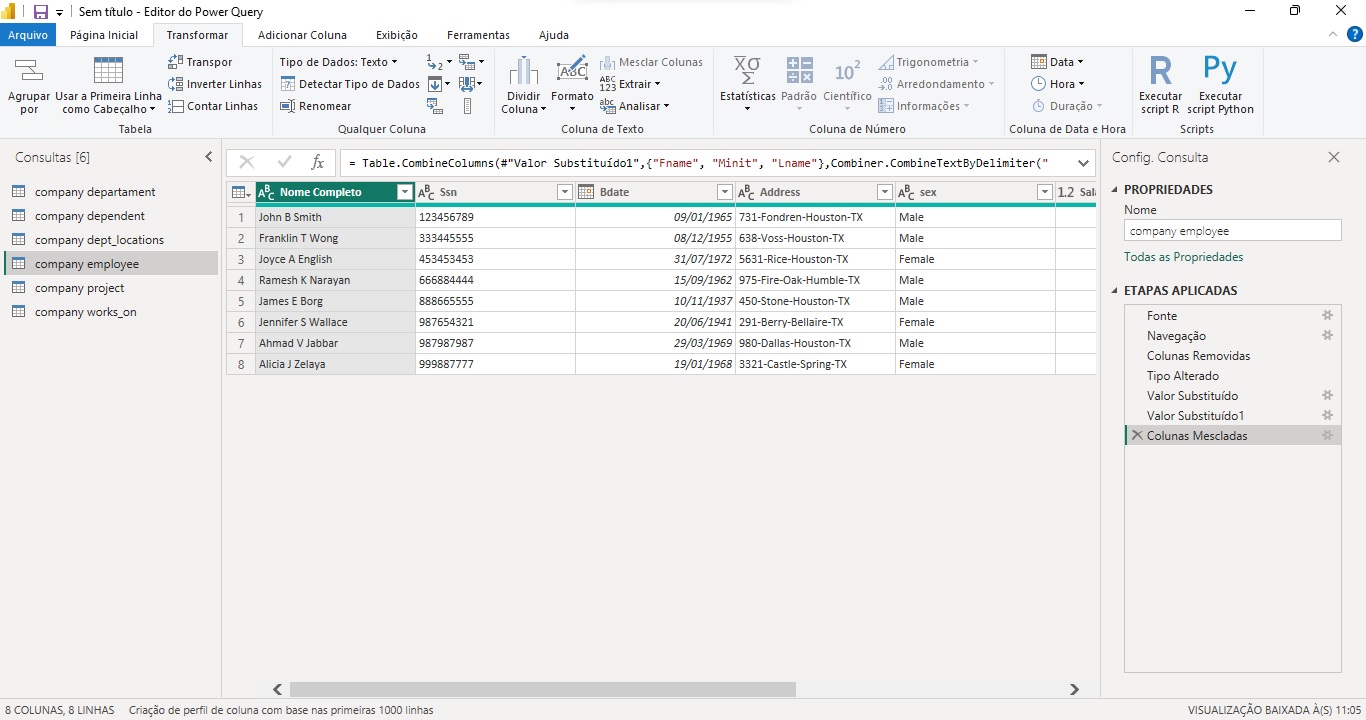 Sem título - Editor do Power Query
Arquivo Página Inicial Transformar Adicionar Coluna Exibição Ferramentas Ajuda
Agrupar por
Usar a Primeira Linha como Cabeçalho
Transpor
Inverter Linhas
Contar Linhas
Tabela
Tipo de Dados: Texto
Detectar Tipo de Dados
Renomear
Qualquer Coluna
Dividir Coluna
Formato
Mesclar Colunas
Extrair
Analisar
Coluna de Texto
Estatísticas
Padrão
Científico
Trigonometria
Arredondamento
Informações
Coluna de Número
Data
Hora
Duração
Coluna de Data e Hora
R
Executar script R
Py
Executar script Python
Scripts
Consultas [6]
company departament
company dependent
company dept_locations
company employee
company project
company works_on
fx = Table.CombineColumns(#"Valor Substituído1",{"Fname", "Minit", "Lname"},Combiner.CombineTextByDelimiter("
Nome Completo Ssn Bdate Address sex 1.2 Sal
1 John B Smith 123456789 09/01/1965 731-Fondren-Houston-TX Male
2 Franklin T Wong 333445555 08/12/1955 638-Voss-Houston-TX Male
3 Joyce A English 453453453 31/07/1972 5631-Rice-Houston-TX Female
4 Ramesh K Narayan 666884444 15/09/1962 975-Fire-Oak-Humble-TX Male
5 James E Borg 888665555 10/11/1937 450-Stone-Houston-TX Male
6 Jennifer S Wallace 987654321 20/06/1941 291-Berry-Bellaire-TX Female
7 Ahmad V Jabbar 987987987 29/03/1969 980-Dallas-Houston-TX Male
8 Alicia J Zelaya 999887777 19/01/1968 3321-Castle-Spring-TX Female
Config. Consulta
PROPRIEDADES
Nome
company employee
Todas as Propriedades
ETAPAS APLICADAS
Fonte
Navegação
Colunas Removidas
Tipo Alterado
Valor Substituído
Valor Substituído1
Colunas Mescladas
8 COLUNAS, 8 LINHAS Criação de perfil de coluna com base nas primeiras 1000 linhas VISUALIZAÇÃO BAIXADA À(S) 11:05